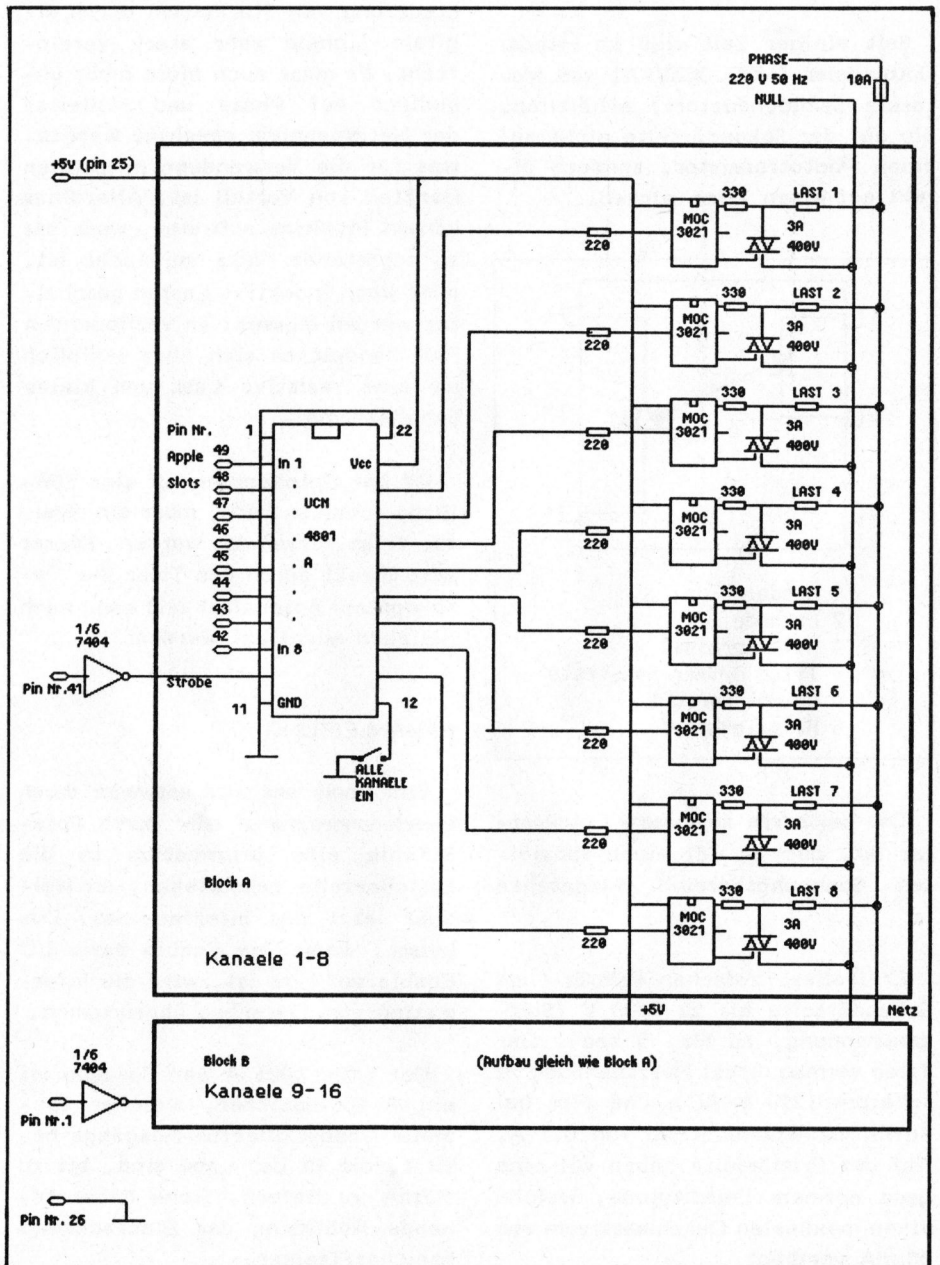 PHASE
220 V 50 Hz
NULL
10A
+5V (pin 25)
330
LAST 1
MOC
3021
3A
400V
220
330
LAST 2
MOC
3021
3A
400V
220
330
LAST 3
MOC
3021
3A
400V
220
Pin Nr.
Apple
Slots
1
22
49
48
47
46
45
44
43
42
In 1
Vcc
UCN
4801
A
In 8
330
LAST 4
MOC
3021
3A
400V
220
330
LAST 5
MOC
3021
3A
400V
220
1/6
7404
Pin Nr.41
Strobe
GND
11
12
ALLE
KANAELE
EIN
330
LAST 6
MOC
3021
3A
400V
220
330
LAST 7
MOC
3021
3A
400V
220
330
LAST 8
MOC
3021
3A
400V
220
Block A
Kanaele 1-8
+5V
Netz
1/6
7404
Pin Nr.1
Block B
(Aufbau gleich wie Block A)
Kanaele 9-16
Pin Nr. 26